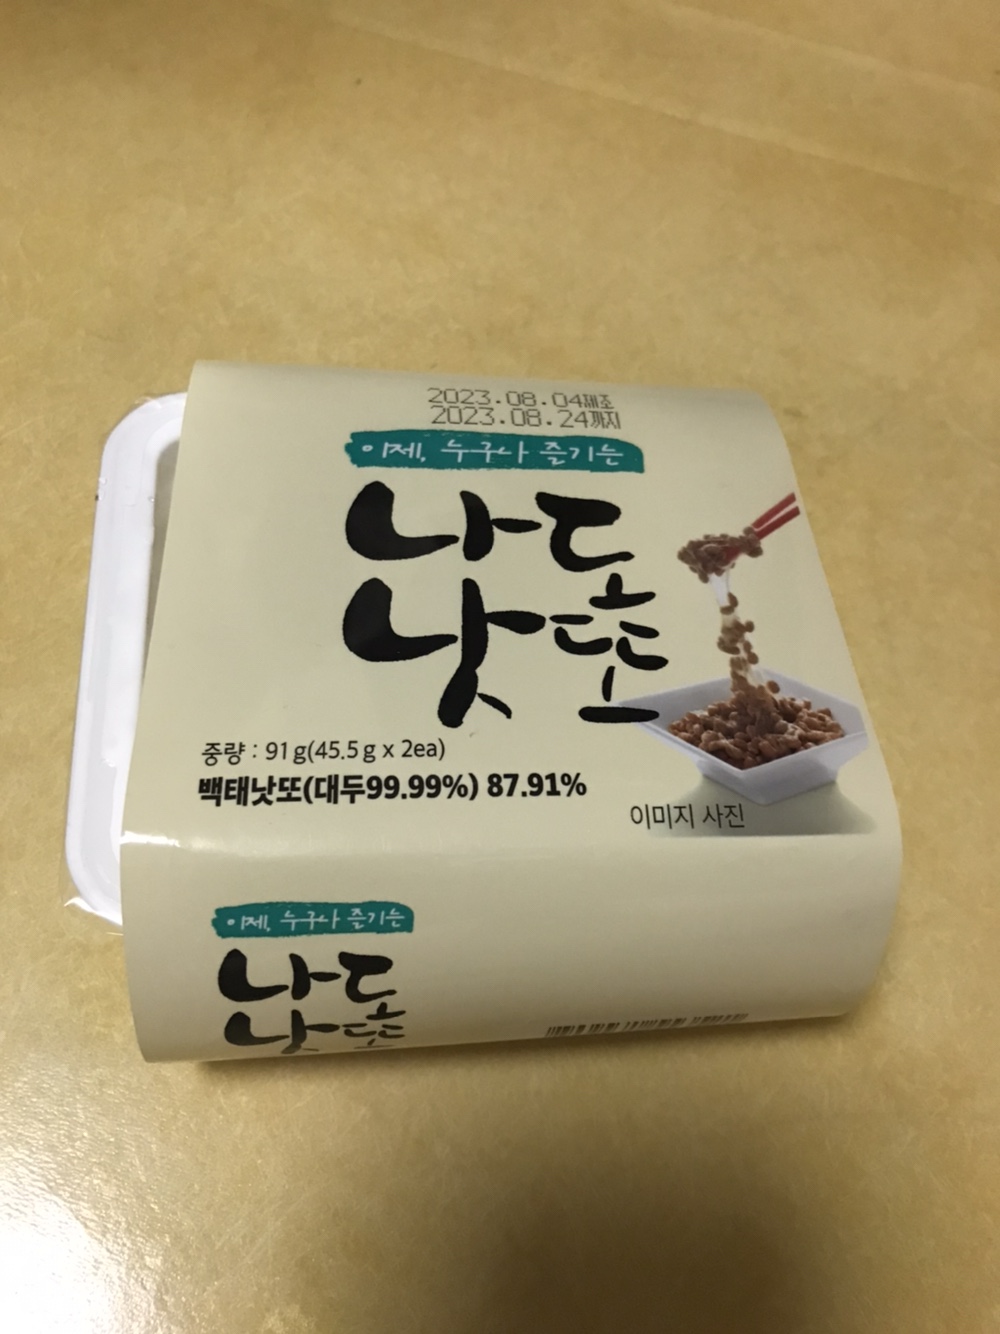 2023.08.04제조
2023.08.24까지
이제, 누구나 즐기는
나도
낫또
중량 : 91g(45.5g x 2ea)
백태낫또(대두99.99%) 87.91%
이미지 사진
이제, 누구나 즐기는
나도
낫또